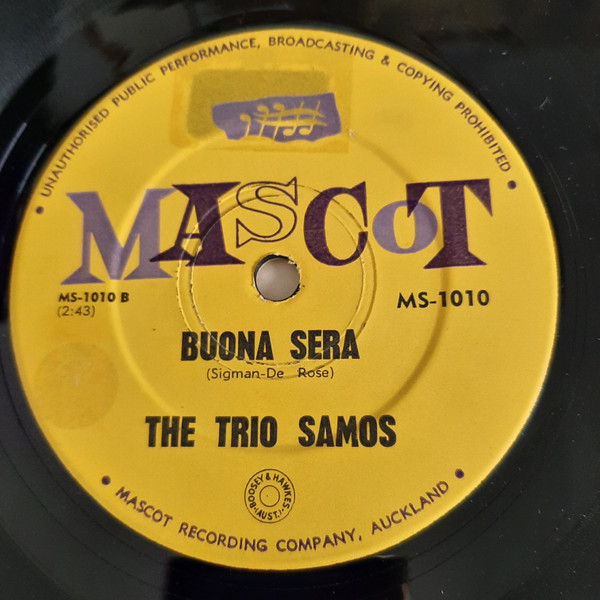 UNAUTHORISED PUBLIC PERFORMANCE, BROADCASTING & COPYING PROHIBITED
MASCOT
MS-1010 B
(2:43)
MS-1010
BUONA SERA
(Sigman-De Rose)
THE TRIO SAMOS
BOOSEY & HAWKES
AUST.
MASCOT RECORDING COMPANY, AUCKLAND